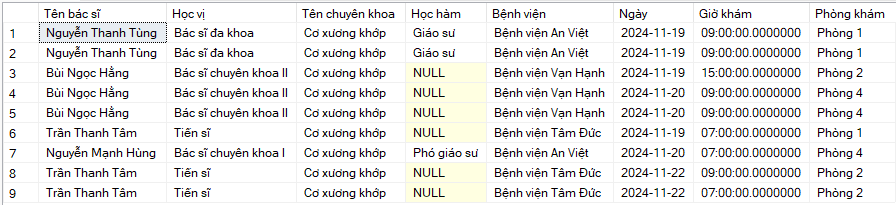 Tên bác sĩ Học vị Tên chuyên khoa Học hàm Bệnh viện Ngày Giờ khám Phòng khám
1 Nguyễn Thanh Tùng Bác sĩ đa khoa Cơ xương khớp Giáo sư Bệnh viện An Việt 2024-11-19 09:00:00.0000000 Phòng 1
2 Nguyễn Thanh Tùng Bác sĩ đa khoa Cơ xương khớp Giáo sư Bệnh viện An Việt 2024-11-19 09:00:00.0000000 Phòng 1
3 Bùi Ngọc Hằng Bác sĩ chuyên khoa II Cơ xương khớp NULL Bệnh viện Vạn Hạnh 2024-11-19 15:00:00.0000000 Phòng 2
4 Bùi Ngọc Hằng Bác sĩ chuyên khoa II Cơ xương khớp NULL Bệnh viện Vạn Hạnh 2024-11-20 09:00:00.0000000 Phòng 4
5 Bùi Ngọc Hằng Bác sĩ chuyên khoa II Cơ xương khớp NULL Bệnh viện Vạn Hạnh 2024-11-20 09:00:00.0000000 Phòng 4
6 Trần Thanh Tâm Tiến sĩ Cơ xương khớp NULL Bệnh viện Tâm Đức 2024-11-19 07:00:00.0000000 Phòng 1
7 Nguyễn Mạnh Hùng Bác sĩ chuyên khoa I Cơ xương khớp Phó giáo sư Bệnh viện An Việt 2024-11-20 07:00:00.0000000 Phòng 4
8 Trần Thanh Tâm Tiến sĩ Cơ xương khớp NULL Bệnh viện Tâm Đức 2024-11-22 09:00:00.0000000 Phòng 2
9 Trần Thanh Tâm Tiến sĩ Cơ xương khớp NULL Bệnh viện Tâm Đức 2024-11-22 07:00:00.0000000 Phòng 2